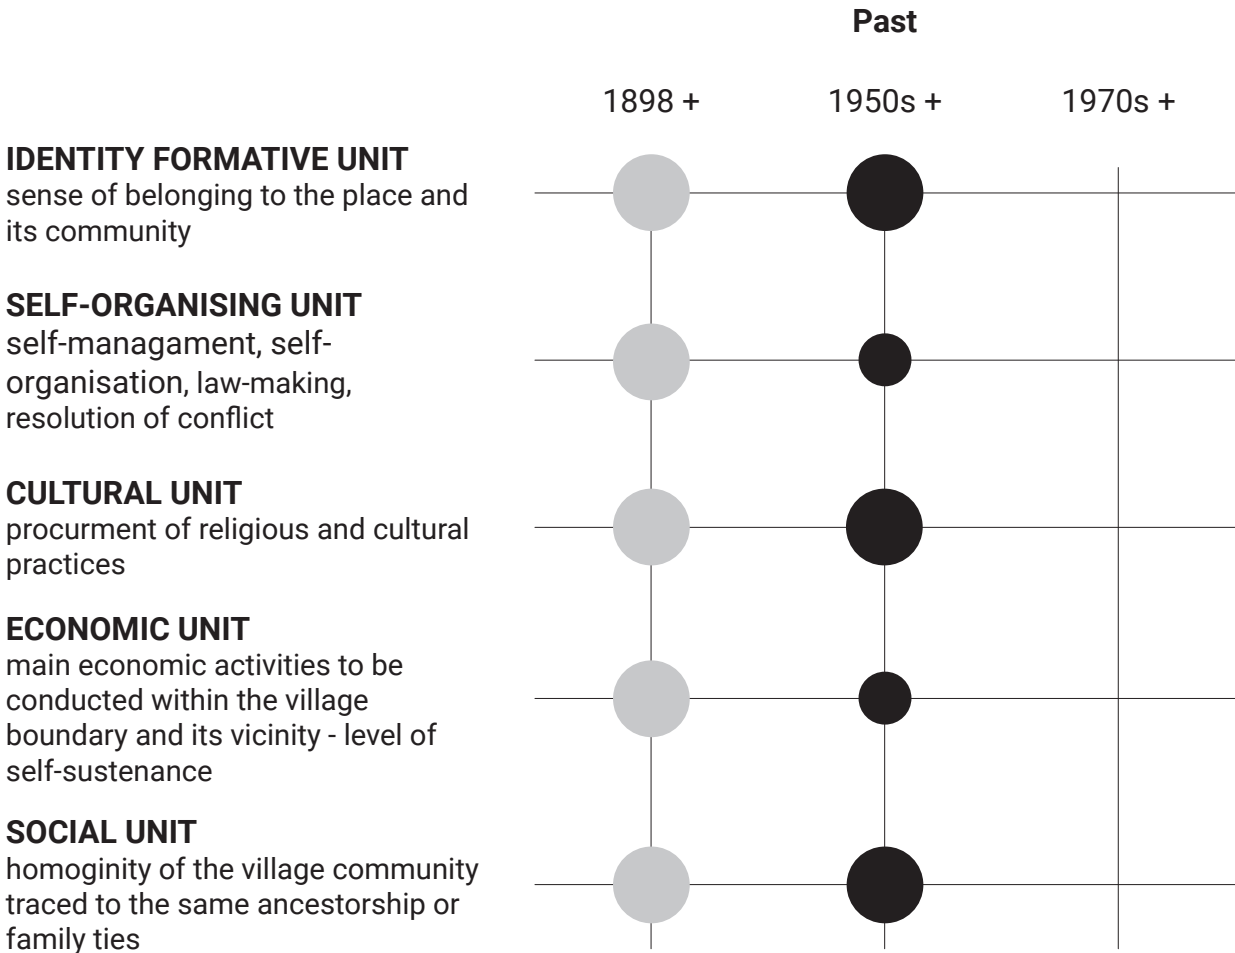 Past
1898 +
1950s +
1970s +
IDENTITY FORMATIVE UNIT
sense of belonging to the place and
its community
SELF-ORGANISING UNIT
self-managament, self-
organisation, law-making,
resolution of conflict
CULTURAL UNIT
procurment of religious and cultural
practices
ECONOMIC UNIT
main economic activities to be
conducted within the village
boundary and its vicinity - level of
self-sustenance
SOCIAL UNIT
homoginity of the village community
traced to the same ancestorship or
family ties